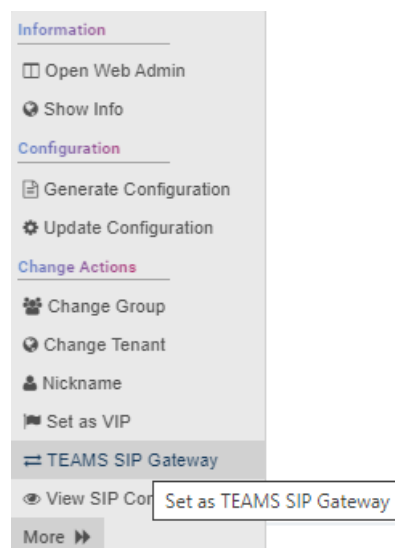 Information
Open Web Admin
Show Info
Configuration
Generate Configuration
Update Configuration
Change Actions
Change Group
Change Tenant
Nickname
Set as VIP
TEAMS SIP Gateway
View SIP
Set as TEAMS SIP Gateway
More